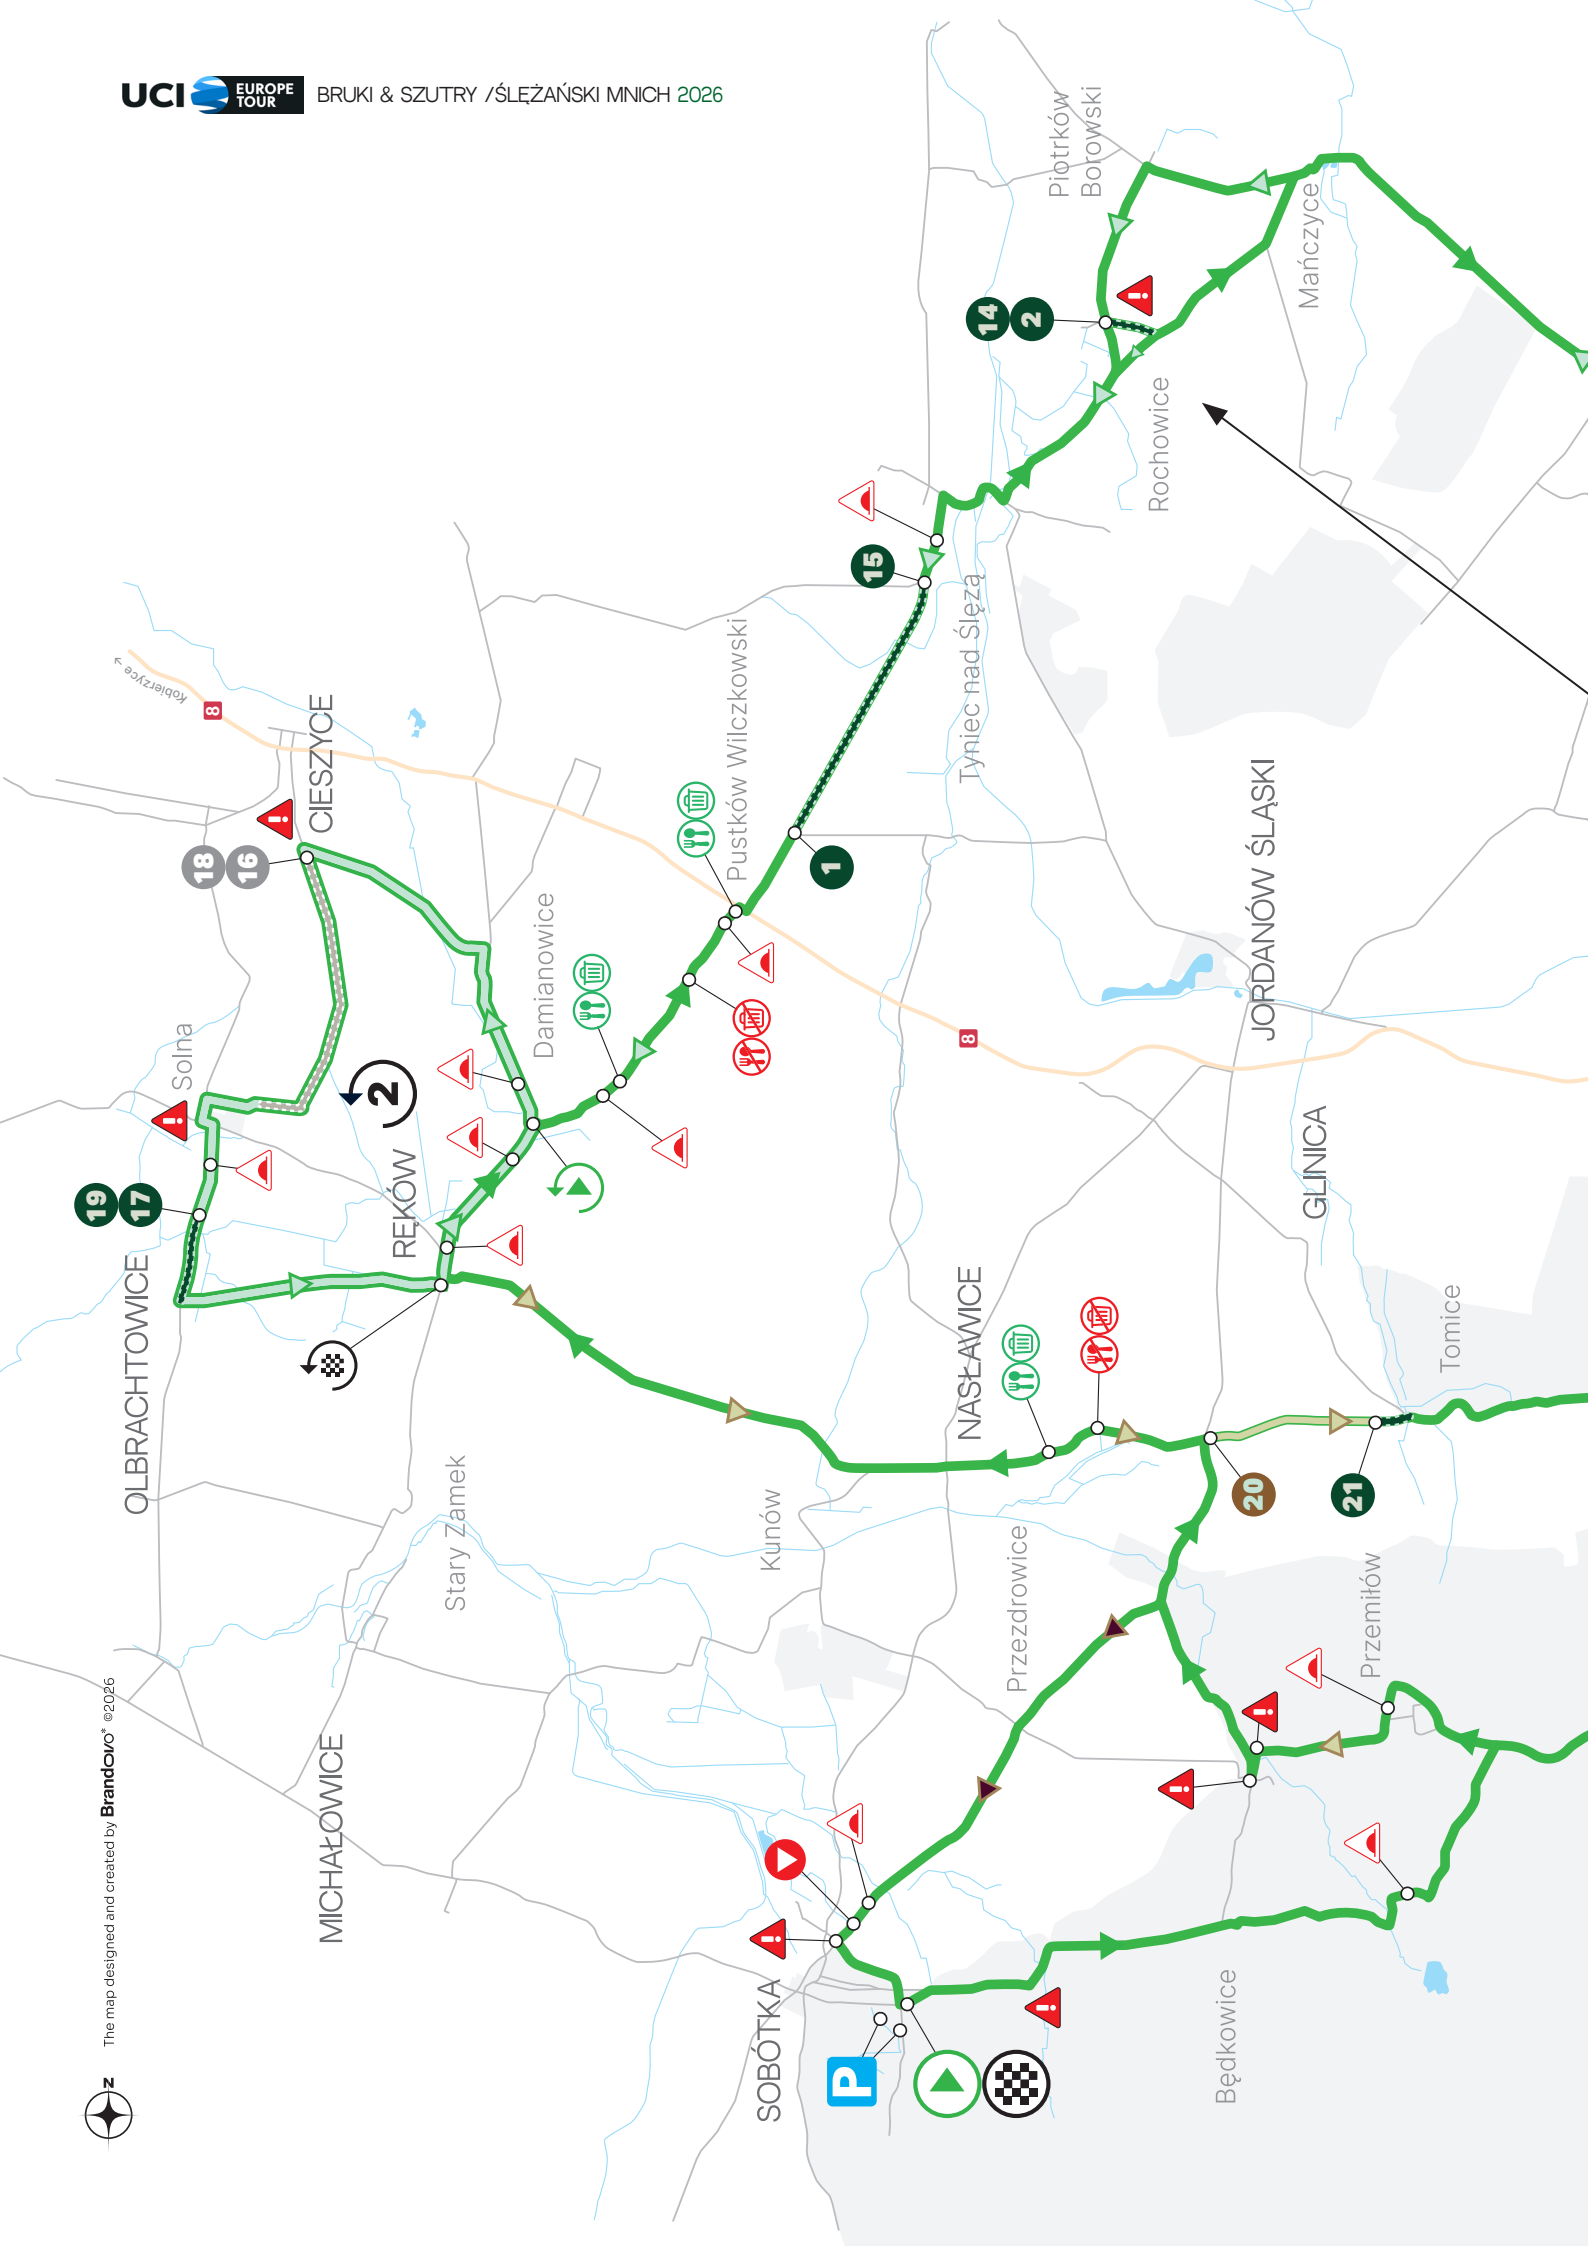 UCI EUROPE TOUR BRUKI & SZUTRY /ŚLĘŻAŃSKI MNICH 2026
Piotrków
Borowski
Mańczyce
14
2
Rochowice
15
Tyniec nad Ślęzą
Kobierzyce
8
CIESZYCE
18
16
Pustków Wilczkowski
1
JORDANÓW ŚLĄSKI
Damianowice
Solna
2
8
19
17
RĘKÓW
GLINICA
OLBRACHTOWICE
NASŁAWICE
Tomice
Stary Zamek
Kunów
20
21
Przezdrowice
Przemiłów
MICHAŁOWICE
SOBÓTKA
P
Będkowice
The map designed and created by Brandovo® ©2026
N